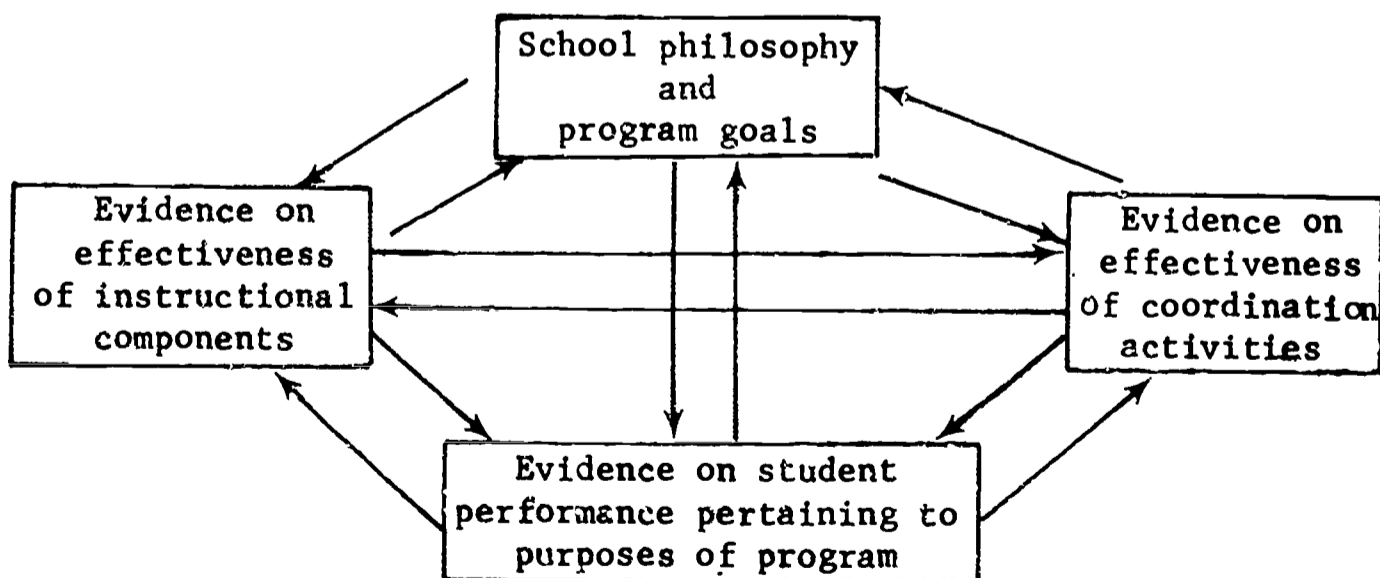 School philosophy
and
program goals
Evidence on
effectiveness
of instructional
components
Evidence on
effectiveness
of coordination
activities
Evidence on student
performance pertaining to
purposes of program